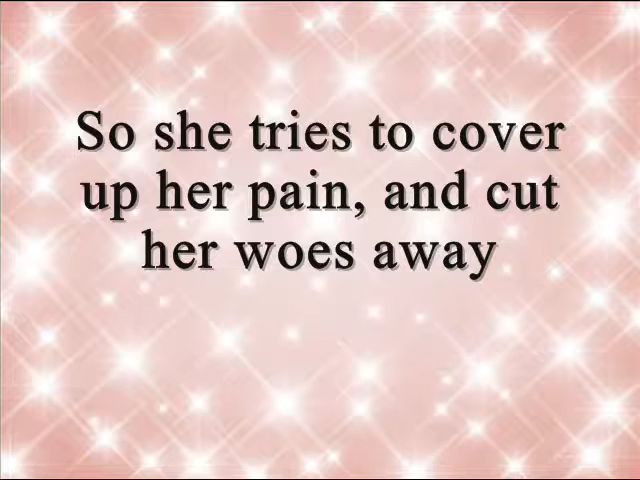 So she tries to cover
up her pain, and cut
her woes away